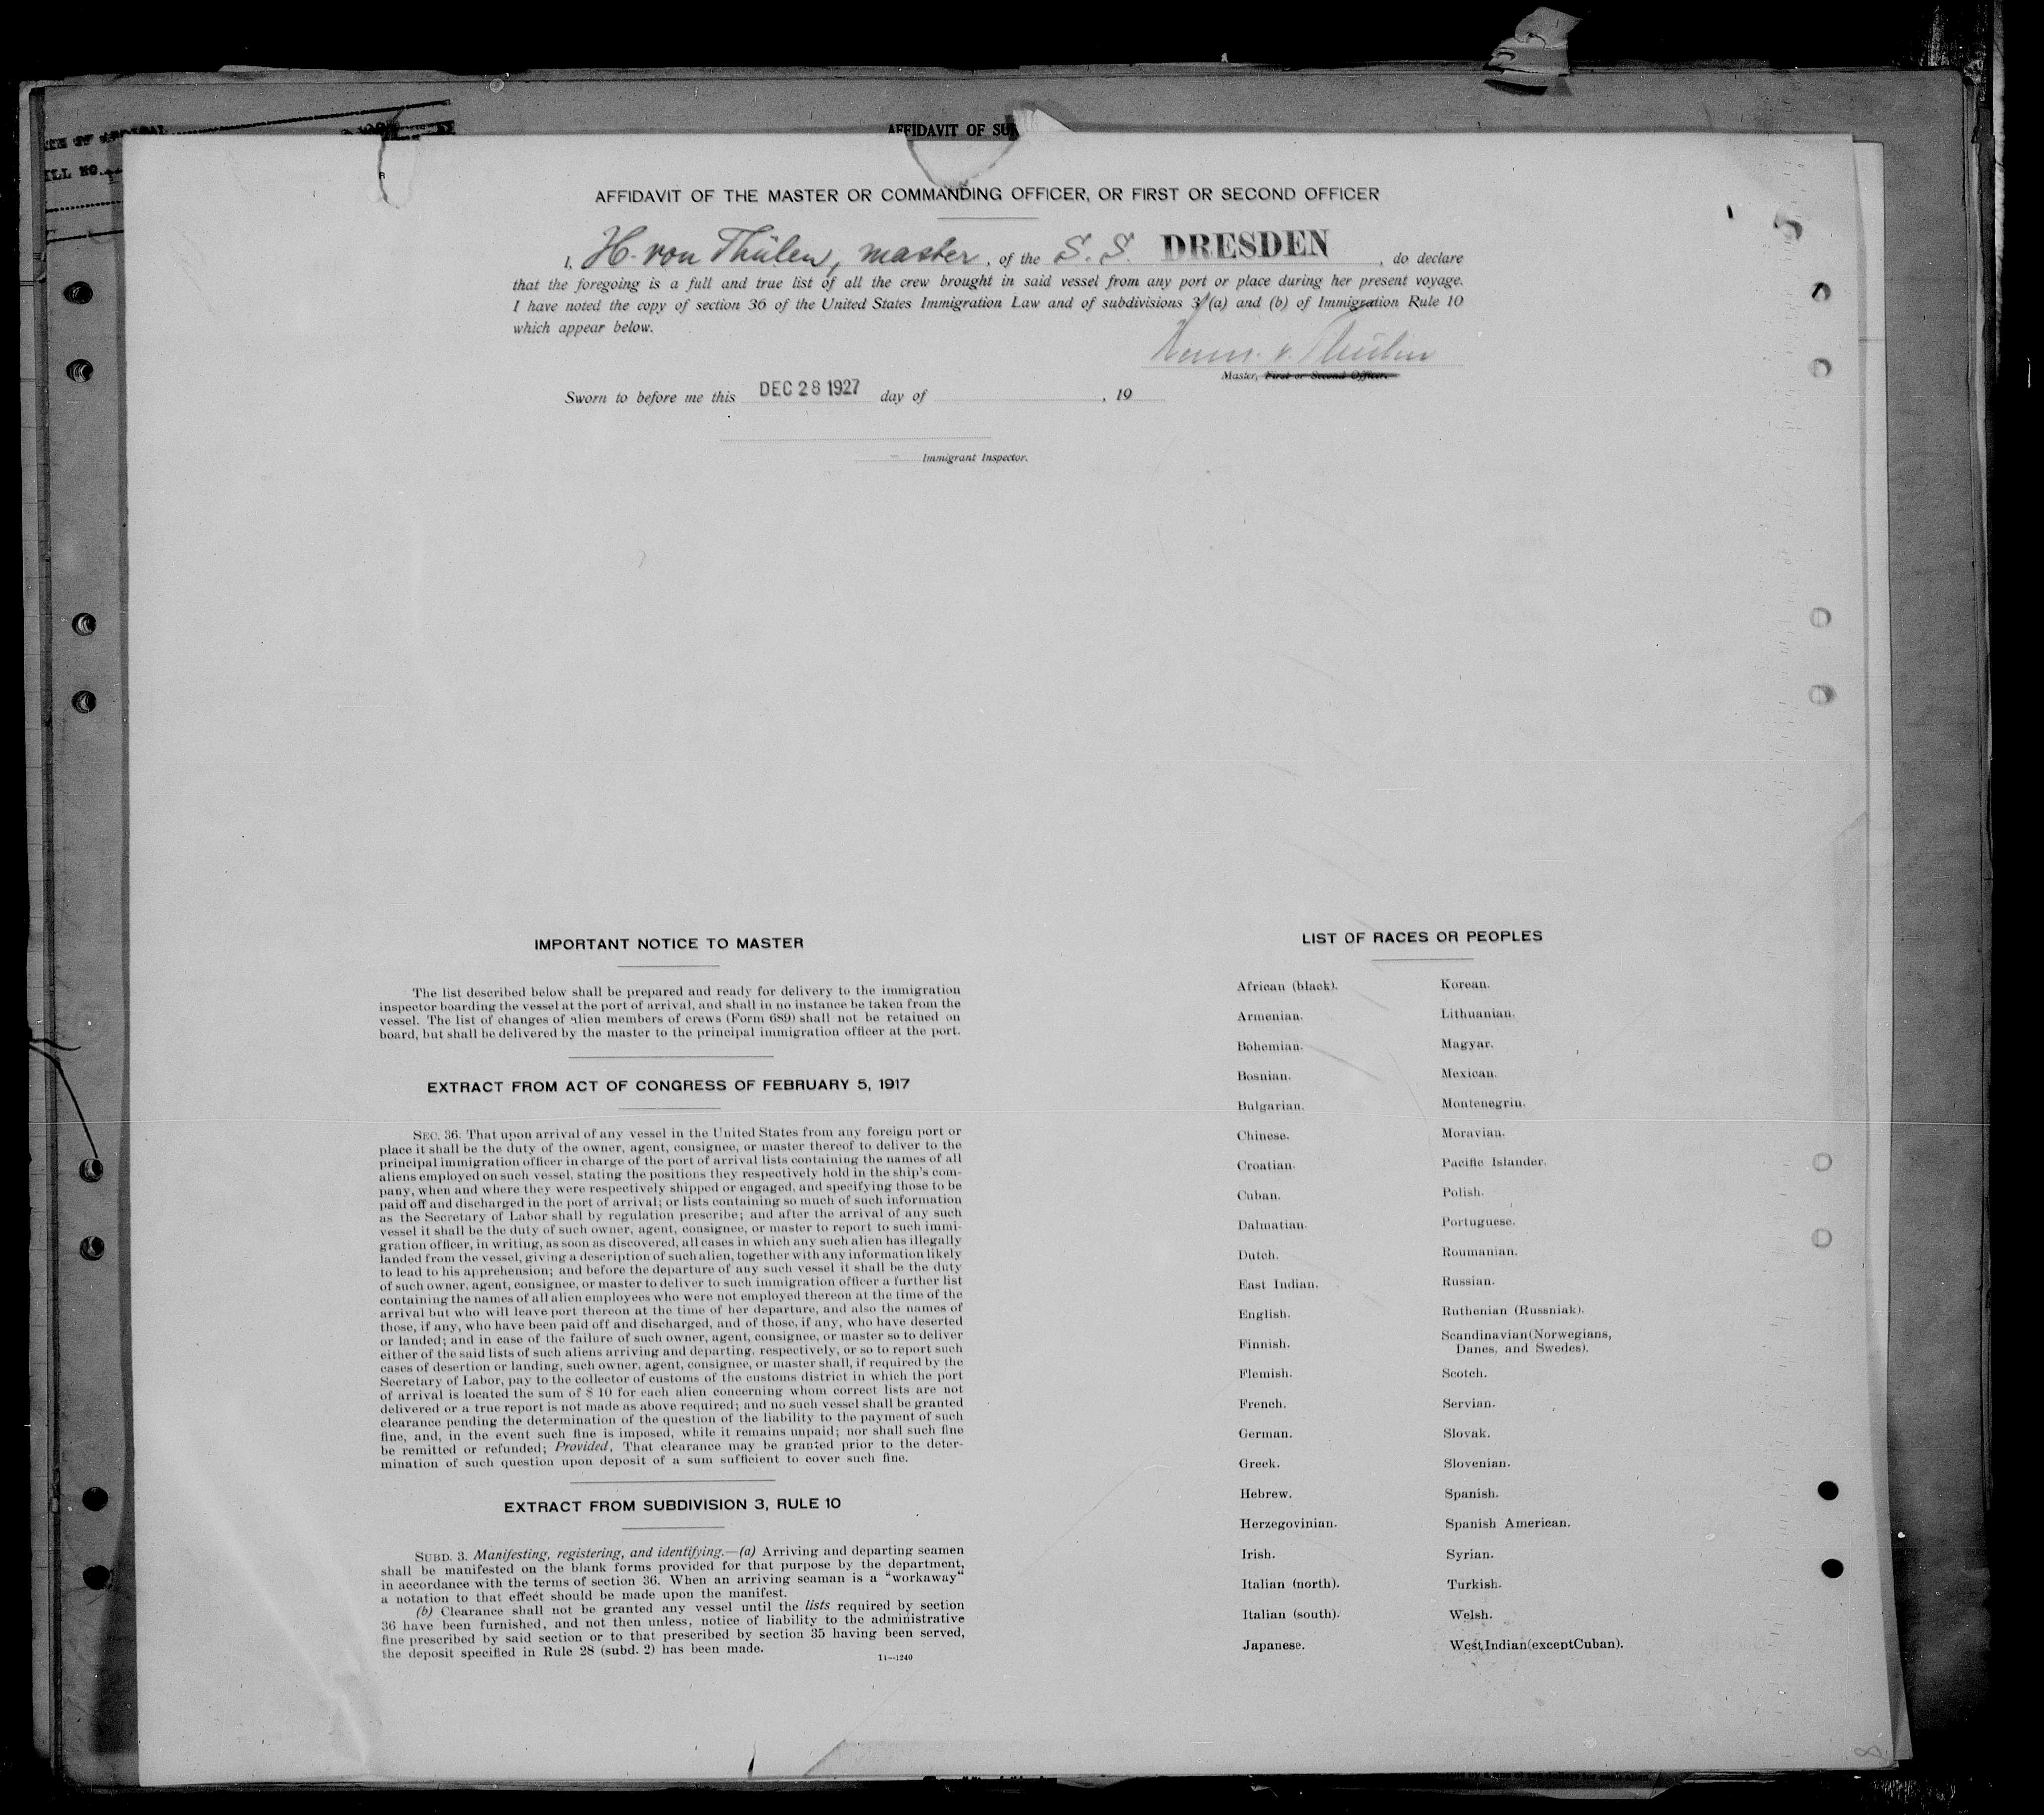 AFFIDAVIT OF SU
AFFIDAVIT OF THE MASTER OR COMMANDING OFFICER, OR FIRST OR SECOND OFFICER
I, H. von Thülen, master, of the S. S. DRESDEN, do declare
that the foregoing is a full and true list of all the crew brought in said vessel from any port or place during her present voyage.
I have noted the copy of section 36 of the United States Immigration Law and of subdivisions 3 (a) and (b) of Immigration Rule 10
which appear below.
v. Thülen
Master, First or Second Officer.
Sworn to before me this DEC 28 1927 day of , 19
Immigrant Inspector.
IMPORTANT NOTICE TO MASTER
The list described below shall be prepared and ready for delivery to the immigration
inspector boarding the vessel at the port of arrival, and shall in no instance be taken from the
vessel. The list of changes of alien members of crews (Form 689) shall not be retained on
board, but shall be delivered by the master to the principal immigration officer at the port.
EXTRACT FROM ACT OF CONGRESS OF FEBRUARY 5, 1917
SEC. 36. That upon arrival of any vessel in the United States from any foreign port or
place it shall be the duty of the owner, agent, consignee, or master thereof to deliver to the
principal immigration officer in charge of the port of arrival lists containing the names of all
aliens employed on such vessel, stating the positions they respectively hold in the ship's com-
pany, when and where they were respectively shipped or engaged, and specifying those to be
paid off and discharged in the port of arrival; or lists containing so much of such information
as the Secretary of Labor shall by regulation prescribe; and after the arrival of any such
vessel it shall be the duty of such owner, agent, consignee, or master to report to such immi-
gration officer, in writing, as soon as discovered, all cases in which any such alien has illegally
landed from the vessel, giving a description of such alien, together with any information likely
to lead to his apprehension; and before the departure of any such vessel it shall be the duty
of such owner, agent, consignee, or master to deliver to such immigration officer a further list
containing the names of all alien employees who were not employed thereon at the time of the
arrival but who will leave port thereon at the time of her departure, and also the names of
those, if any, who have been paid off and discharged, and of those, if any, who have deserted
or landed; and in case of the failure of such owner, agent, consignee, or master so to deliver
either of the said lists of such aliens arriving and departing, respectively, or so to report such
cases of desertion or landing, such owner, agent, consignee, or master shall, if required by the
Secretary of Labor, pay to the collector of customs of the customs district in which the port
of arrival is located the sum of $ 10 for each alien concerning whom correct lists are not
delivered or a true report is not made as above required; and no such vessel shall be granted
clearance pending the determination of the question of the liability to the payment of such
fine, and, in the event such fine is imposed, while it remains unpaid; nor shall such fine
be remitted or refunded; Provided, That clearance may be granted prior to the deter-
mination of such question upon deposit of a sum sufficient to cover such fine.
EXTRACT FROM SUBDIVISION 3, RULE 10
SUBD. 3. Manifesting, registering, and identifying.—(a) Arriving and departing seamen
shall be manifested on the blank forms provided for that purpose by the department,
in accordance with the terms of section 36. When an arriving seaman is a "workaway"
a notation to that effect should be made upon the manifest.
(b) Clearance shall not be granted any vessel until the lists required by section
36 have been furnished, and not then unless, notice of liability to the administrative
fine prescribed by said section or to that prescribed by section 35 having been served,
the deposit specified in Rule 28 (subd. 2) has been made.
11—1240
LIST OF RACES OR PEOPLES
African (black).
Armenian.
Bohemian.
Bosnian.
Bulgarian.
Chinese.
Croatian.
Cuban.
Dalmatian.
Dutch.
East Indian.
English.
Finnish.
Flemish.
French.
German.
Greek.
Hebrew.
Herzegovinian.
Irish.
Italian (north).
Italian (south).
Japanese.
Korean.
Lithuanian.
Magyar.
Mexican.
Montenegrin.
Moravian.
Pacific Islander.
Polish.
Portuguese.
Roumanian.
Russian.
Ruthenian (Russniak).
Scandinavian (Norwegians,
Danes, and Swedes).
Scotch.
Servian.
Slovak.
Slovenian.
Spanish.
Spanish American.
Syrian.
Turkish.
Welsh.
West Indian (except Cuban).
8